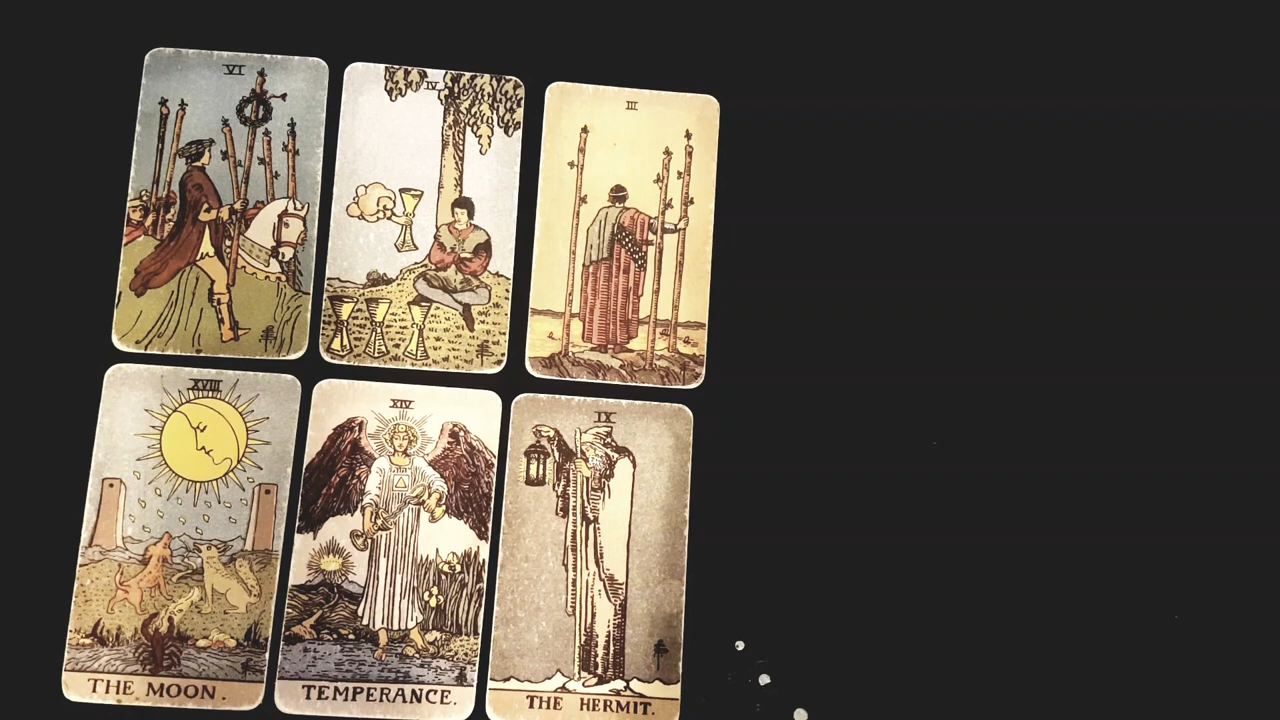 VI
IV
III
XVIII
XIV
IX
THE MOON.
TEMPERANCE.
THE HERMIT.